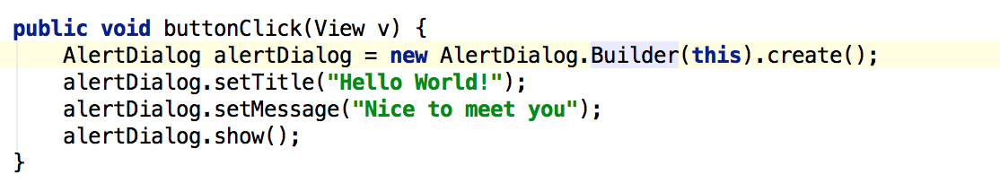 public void buttonClick(View v) {
    AlertDialog alertDialog = new AlertDialog.Builder(this).create();
    alertDialog.setTitle("Hello World!");
    alertDialog.setMessage("Nice to meet you");
    alertDialog.show();
}